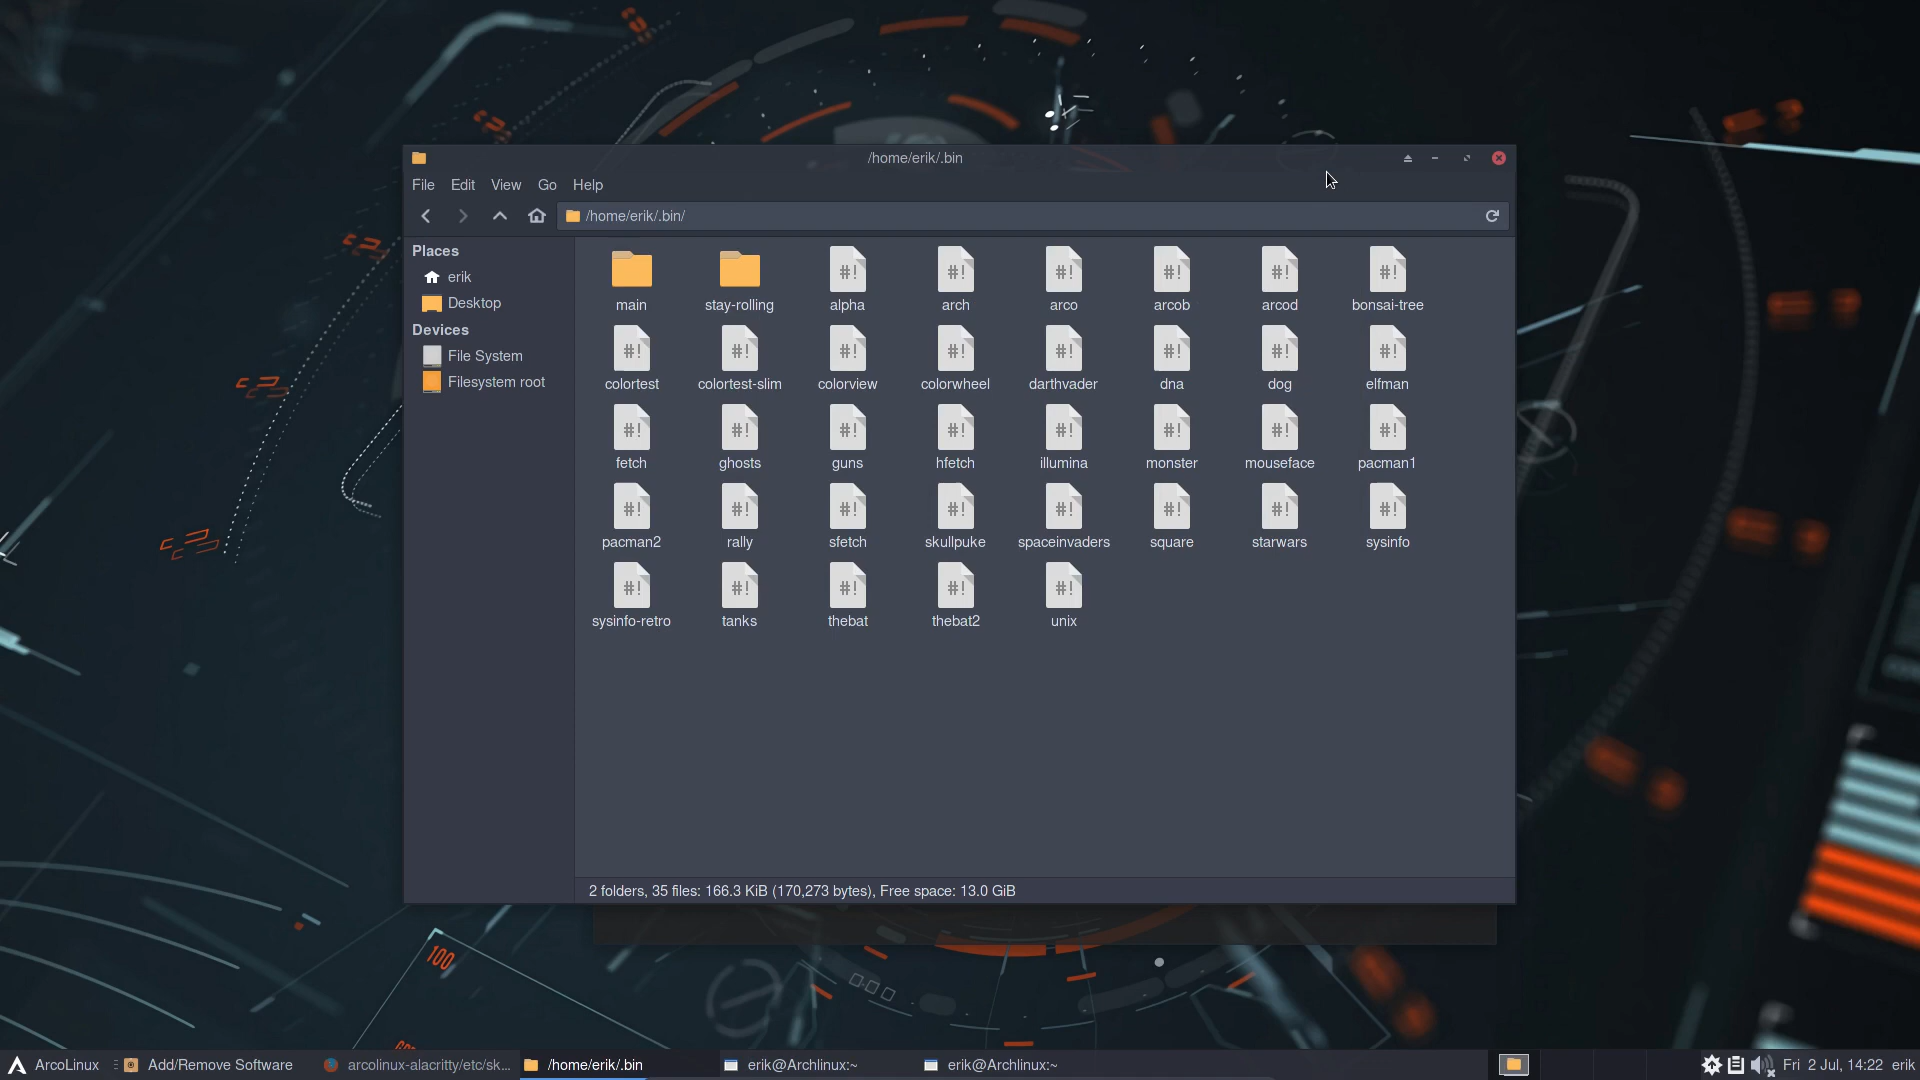 /home/erik/.bin
File Edit View Go Help
/home/erik/.bin/
Places
erik
Desktop
Devices
File System
Filesystem root
main stay-rolling alpha arch arco arcob arcod bonsai-tree
colortest colortest-slim colorview colorwheel darthvader dna dog elfman
fetch ghosts guns hfetch illumina monster mouseface pacman1
pacman2 rally sfetch skullpuke spaceinvaders square starwars sysinfo
sysinfo-retro tanks thebat thebat2 unix
2 folders, 35 files: 166.3 KiB (170,273 bytes), Free space: 13.0 GiB
100
ArcoLinux Add/Remove Software arcolinux-alacritty/etc/sk... /home/erik/.bin erik@Archlinux:~ erik@Archlinux:~ Fri 2 Jul, 14:22 erik